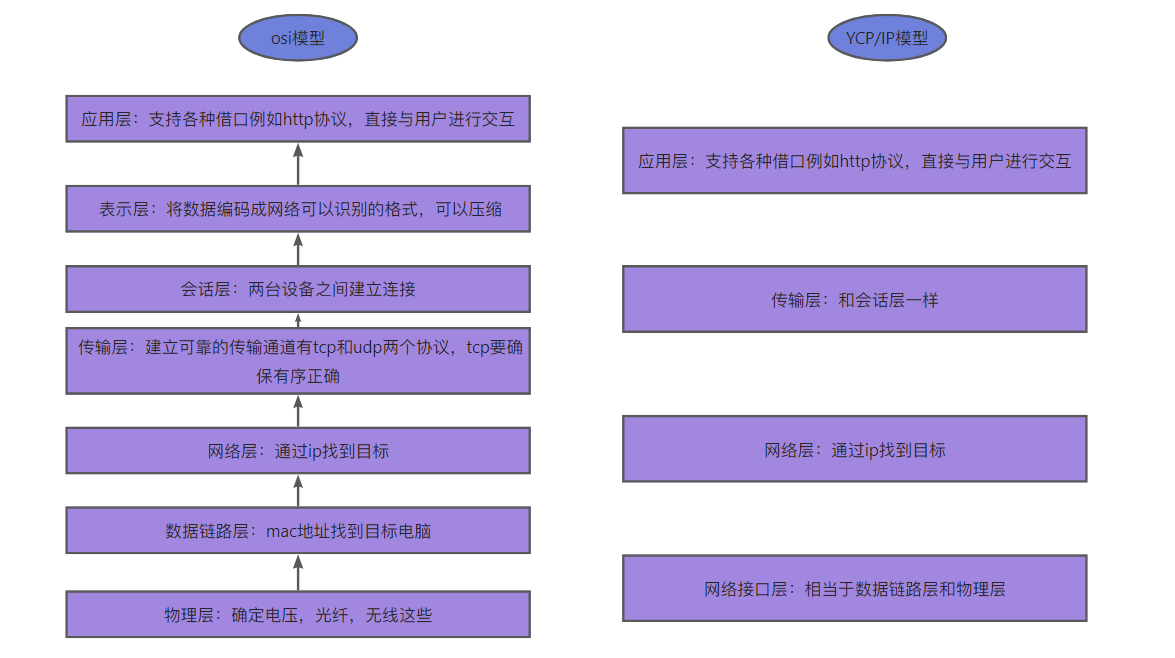 osi模型
应用层：支持各种借口例如http协议，直接与用户进行交互
表示层：将数据编码成网络可以识别的格式，可以压缩
会话层：两台设备之间建立连接
传输层：建立可靠的传输通道有tcp和udp两个协议，tcp要确
保有序正确
网络层：通过ip找到目标
数据链路层：mac地址找到目标电脑
物理层：确定电压，光纤，无线这些
YCP/IP模型
应用层：支持各种借口例如http协议，直接与用户进行交互
传输层：和会话层一样
网络层：通过ip找到目标
网络接口层：相当于数据链路层和物理层